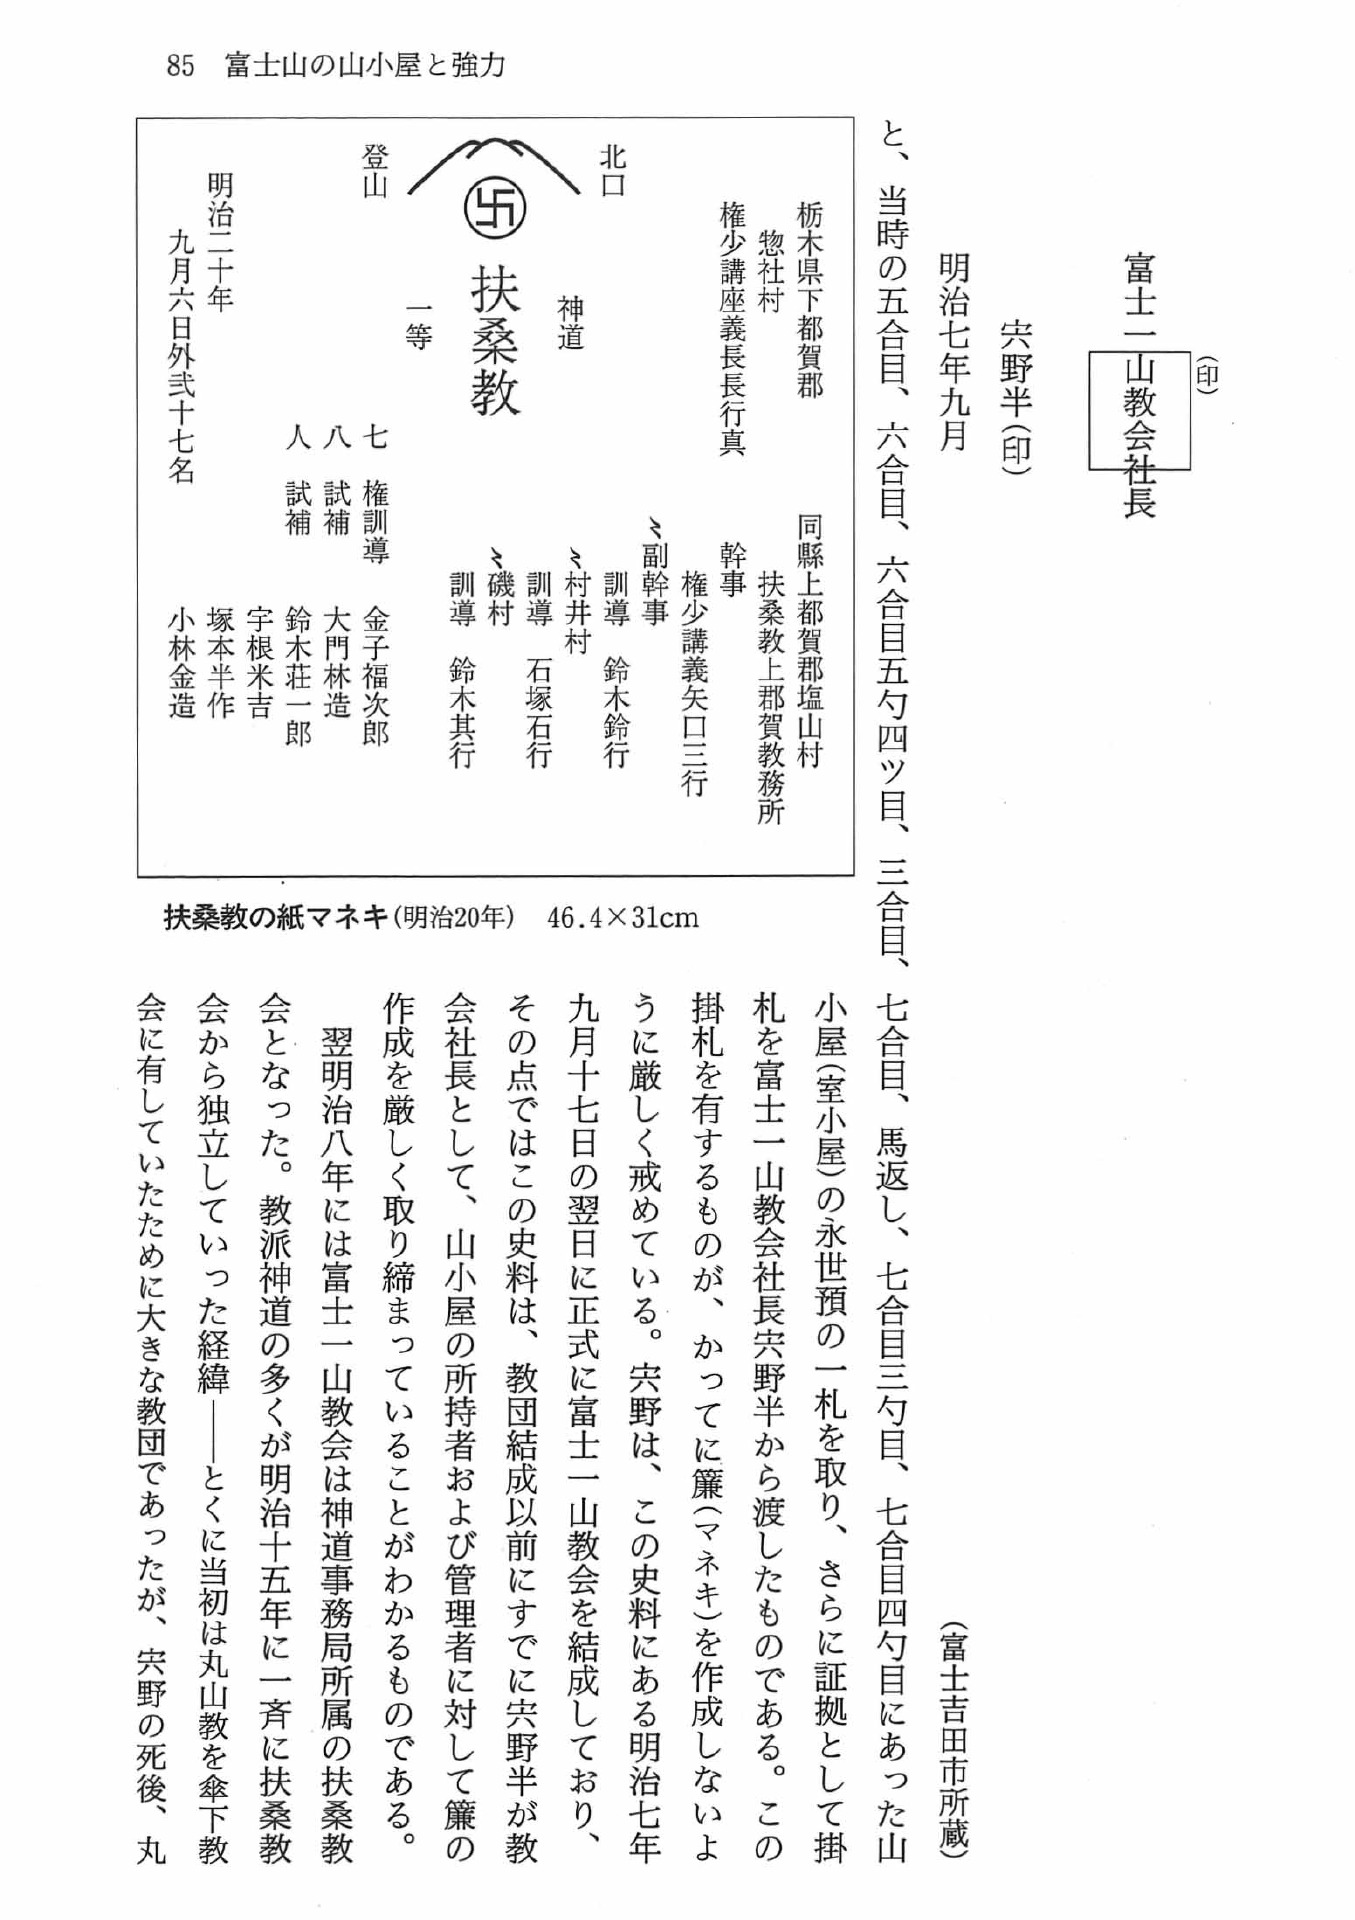 85 富士山の山小屋と強力
(印)
富士一山教会社長
宍野半(印)
明治七年九月
(富士吉田市所蔵)
と、当時の五合目、六合目、六合目五勺四ツ目、三合目、七合目、馬返し、七合目三勺目、七合目四勺目にあった山
小屋(室小屋)の永世預の一札を取り、さらに証拠として掛
札を富士一山教会社長宍野半から渡したものである。この
掛札を有するものが、かってに簾(マネキ)を作成しないよ
うに厳しく戒めている。宍野は、この史料にある明治七年
九月十七日の翌日に正式に富士一山教会を結成しており、
その点ではこの史料は、教団結成以前にすでに宍野半が教
会社長として、山小屋の所持者および管理者に対して簾の
作成を厳しく取り締まっていることがわかるものである。
翌明治八年には富士一山教会は神道事務局所属の扶桑教
会となった。教派神道の多くが明治十五年に一斉に扶桑教
会から独立していった経緯——とくに当初は丸山教を傘下教
会に有していたために大きな教団であったが、宍野の死後、丸
栃木県下都賀郡
惣社村
権少講座義長長行真
同縣上都賀郡塩山村
扶桑教上郡賀教務所
幹事
権少講義矢口三行
〻副幹事
訓導 鈴木鈴行
〻村井村
訓導 石塚石行
〻磯村
訓導 鈴木其行
北口
神道
卍 扶桑教
一等
登山
七 権訓導 金子福次郎
八 試補 大門林造
人 試補 鈴木荘一郎
宇根米吉
明治二十年 塚本半作
九月六日外弐十七名 小林金造
扶桑教の紙マネキ(明治20年) 46.4×31cm